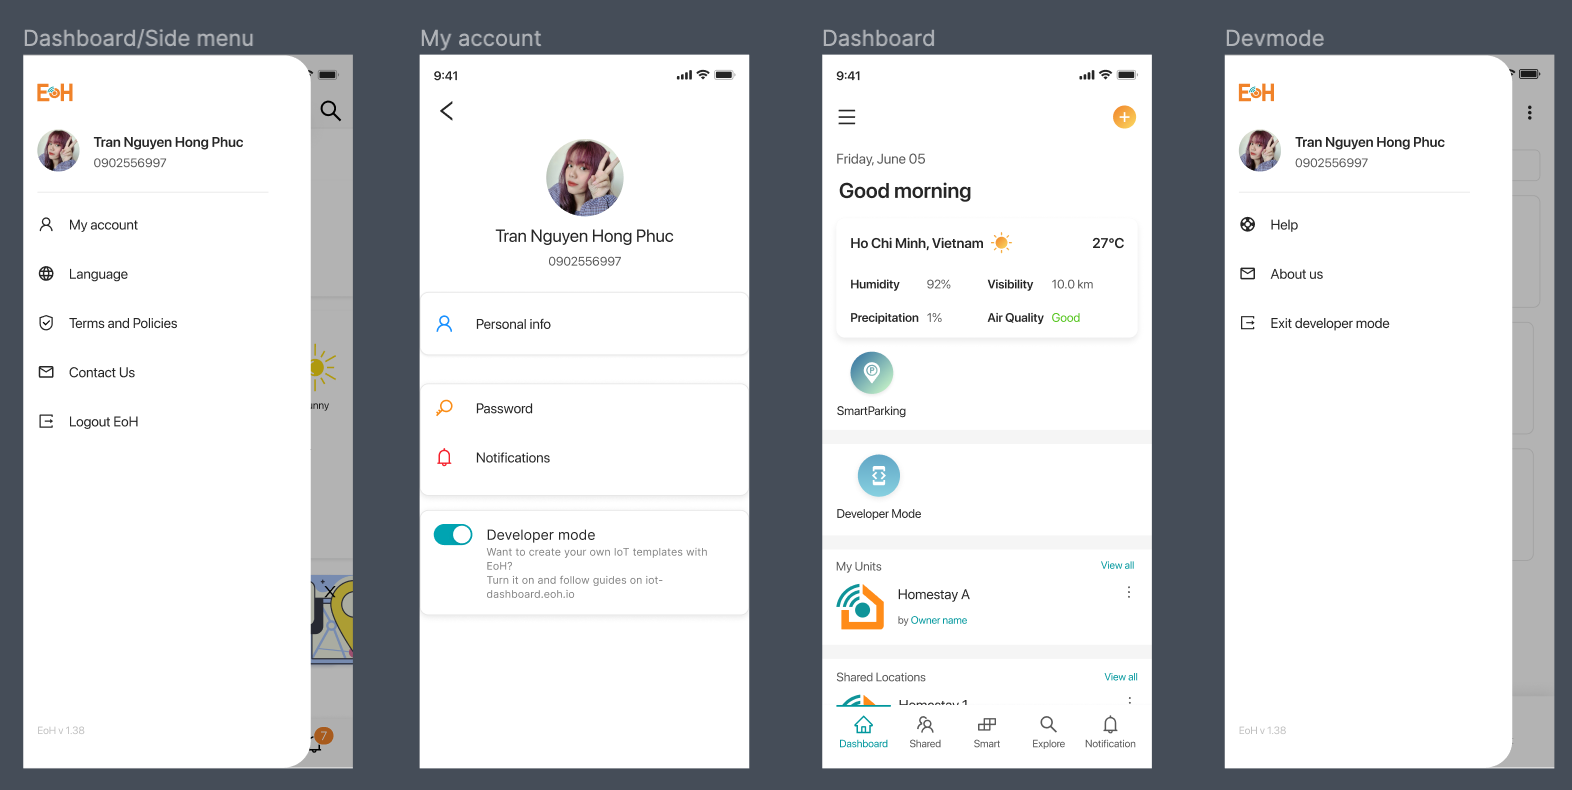 Dashboard/Side menu
EoH
Tran Nguyen Hong Phuc
0902556997
My account
Language
Terms and Policies
Contact Us
Logout EoH
unny
X
7
EoH v 1.38
My account
9:41
Tran Nguyen Hong Phuc
0902556997
Personal info
Password
Notifications
Developer mode
Want to create your own IoT templates with
EoH?
Turn it on and follow guides on iot-
dashboard.eoh.io
Dashboard
9:41
Friday, June 05
Good morning
Ho Chi Minh, Vietnam 27°C
Humidity 92% Visibility 10.0 km
Precipitation 1% Air Quality Good
P
SmartParking
Developer Mode
My Units View all
Homestay A
by Owner name
Shared Locations View all
Homestay 1
Dashboard Shared Smart Explore Notification
Devmode
EoH
Tran Nguyen Hong Phuc
0902556997
Help
About us
Exit developer mode
EoH v 1.38